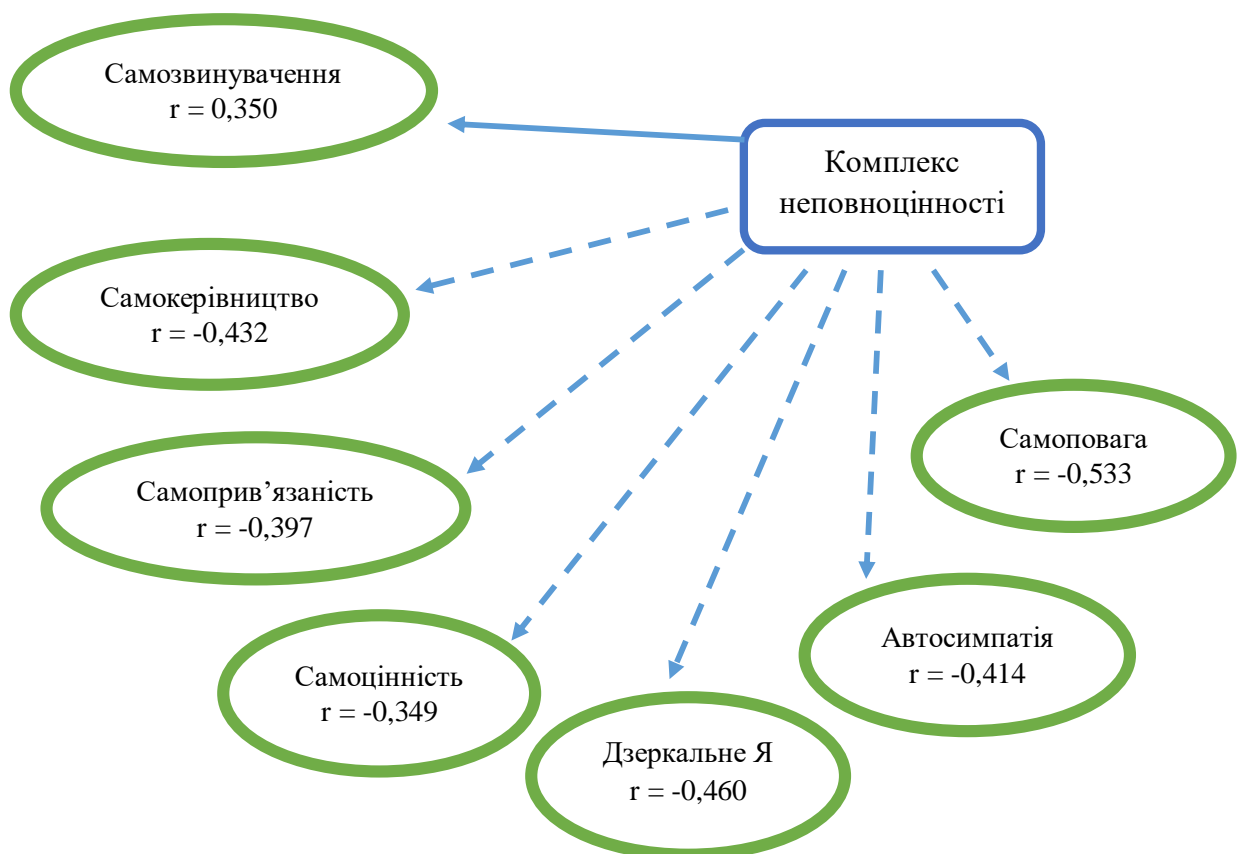 Самозвинувачення
r = 0,350
Комплекс
неповноцінності
Самокерівництво
r = -0,432
Самоповага
r = -0,533
Самоприв’язаність
r = -0,397
Автосимпатія
r = -0,414
Самоцінність
r = -0,349
Дзеркальне Я
r = -0,460